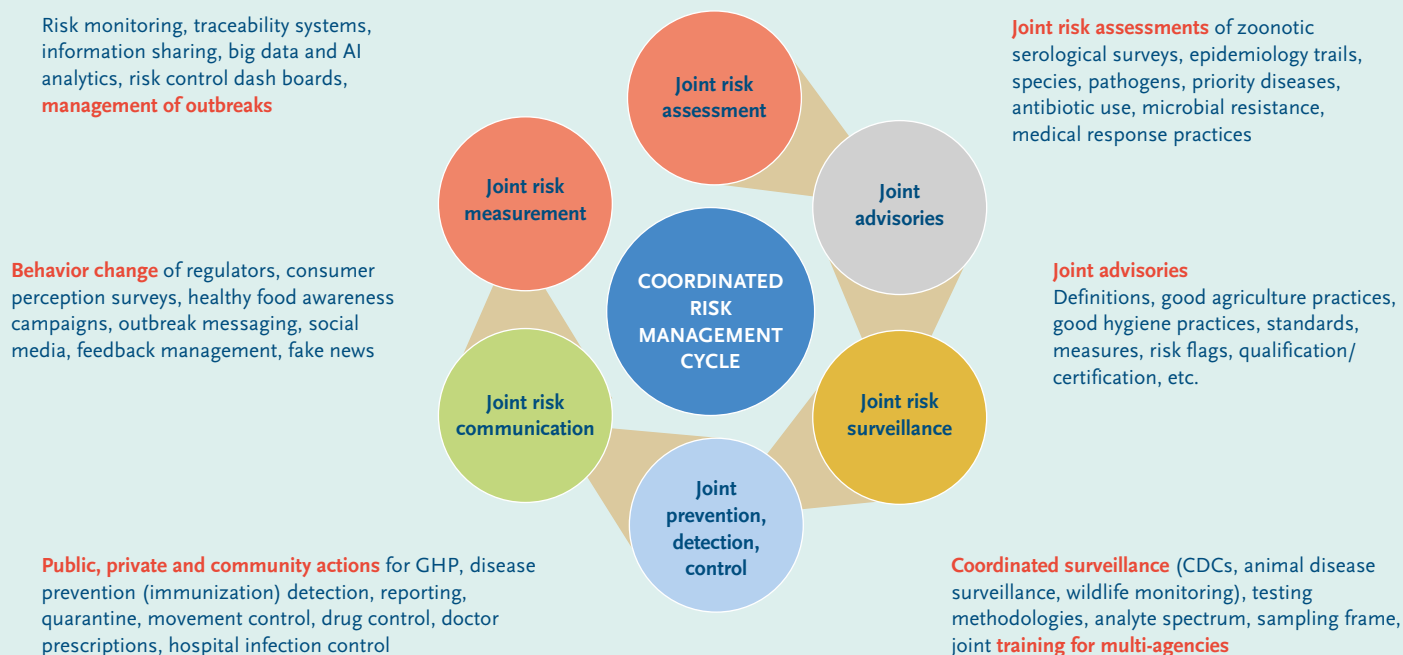 Risk monitoring, traceability systems,
information sharing, big data and AI
analytics, risk control dash boards,
management of outbreaks
Joint risk
assessment
Joint risk assessments of zoonotic
serological surveys, epidemiology trails,
species, pathogens, priority diseases,
antibiotic use, microbial resistance,
medical response practices
Joint risk
measurement
Joint
advisories
Behavior change of regulators, consumer
perception surveys, healthy food awareness
campaigns, outbreak messaging, social
media, feedback management, fake news
COORDINATED
RISK
MANAGEMENT
CYCLE
Joint advisories
Definitions, good agriculture practices,
good hygiene practices, standards,
measures, risk flags, qualification/
certification, etc.
Joint risk
communication
Joint risk
surveillance
Joint
prevention,
detection,
control
Public, private and community actions for GHP, disease
prevention (immunization) detection, reporting,
quarantine, movement control, drug control, doctor
prescriptions, hospital infection control
Coordinated surveillance (CDCs, animal disease
surveillance, wildlife monitoring), testing
methodologies, analyte spectrum, sampling frame,
joint training for multi-agencies